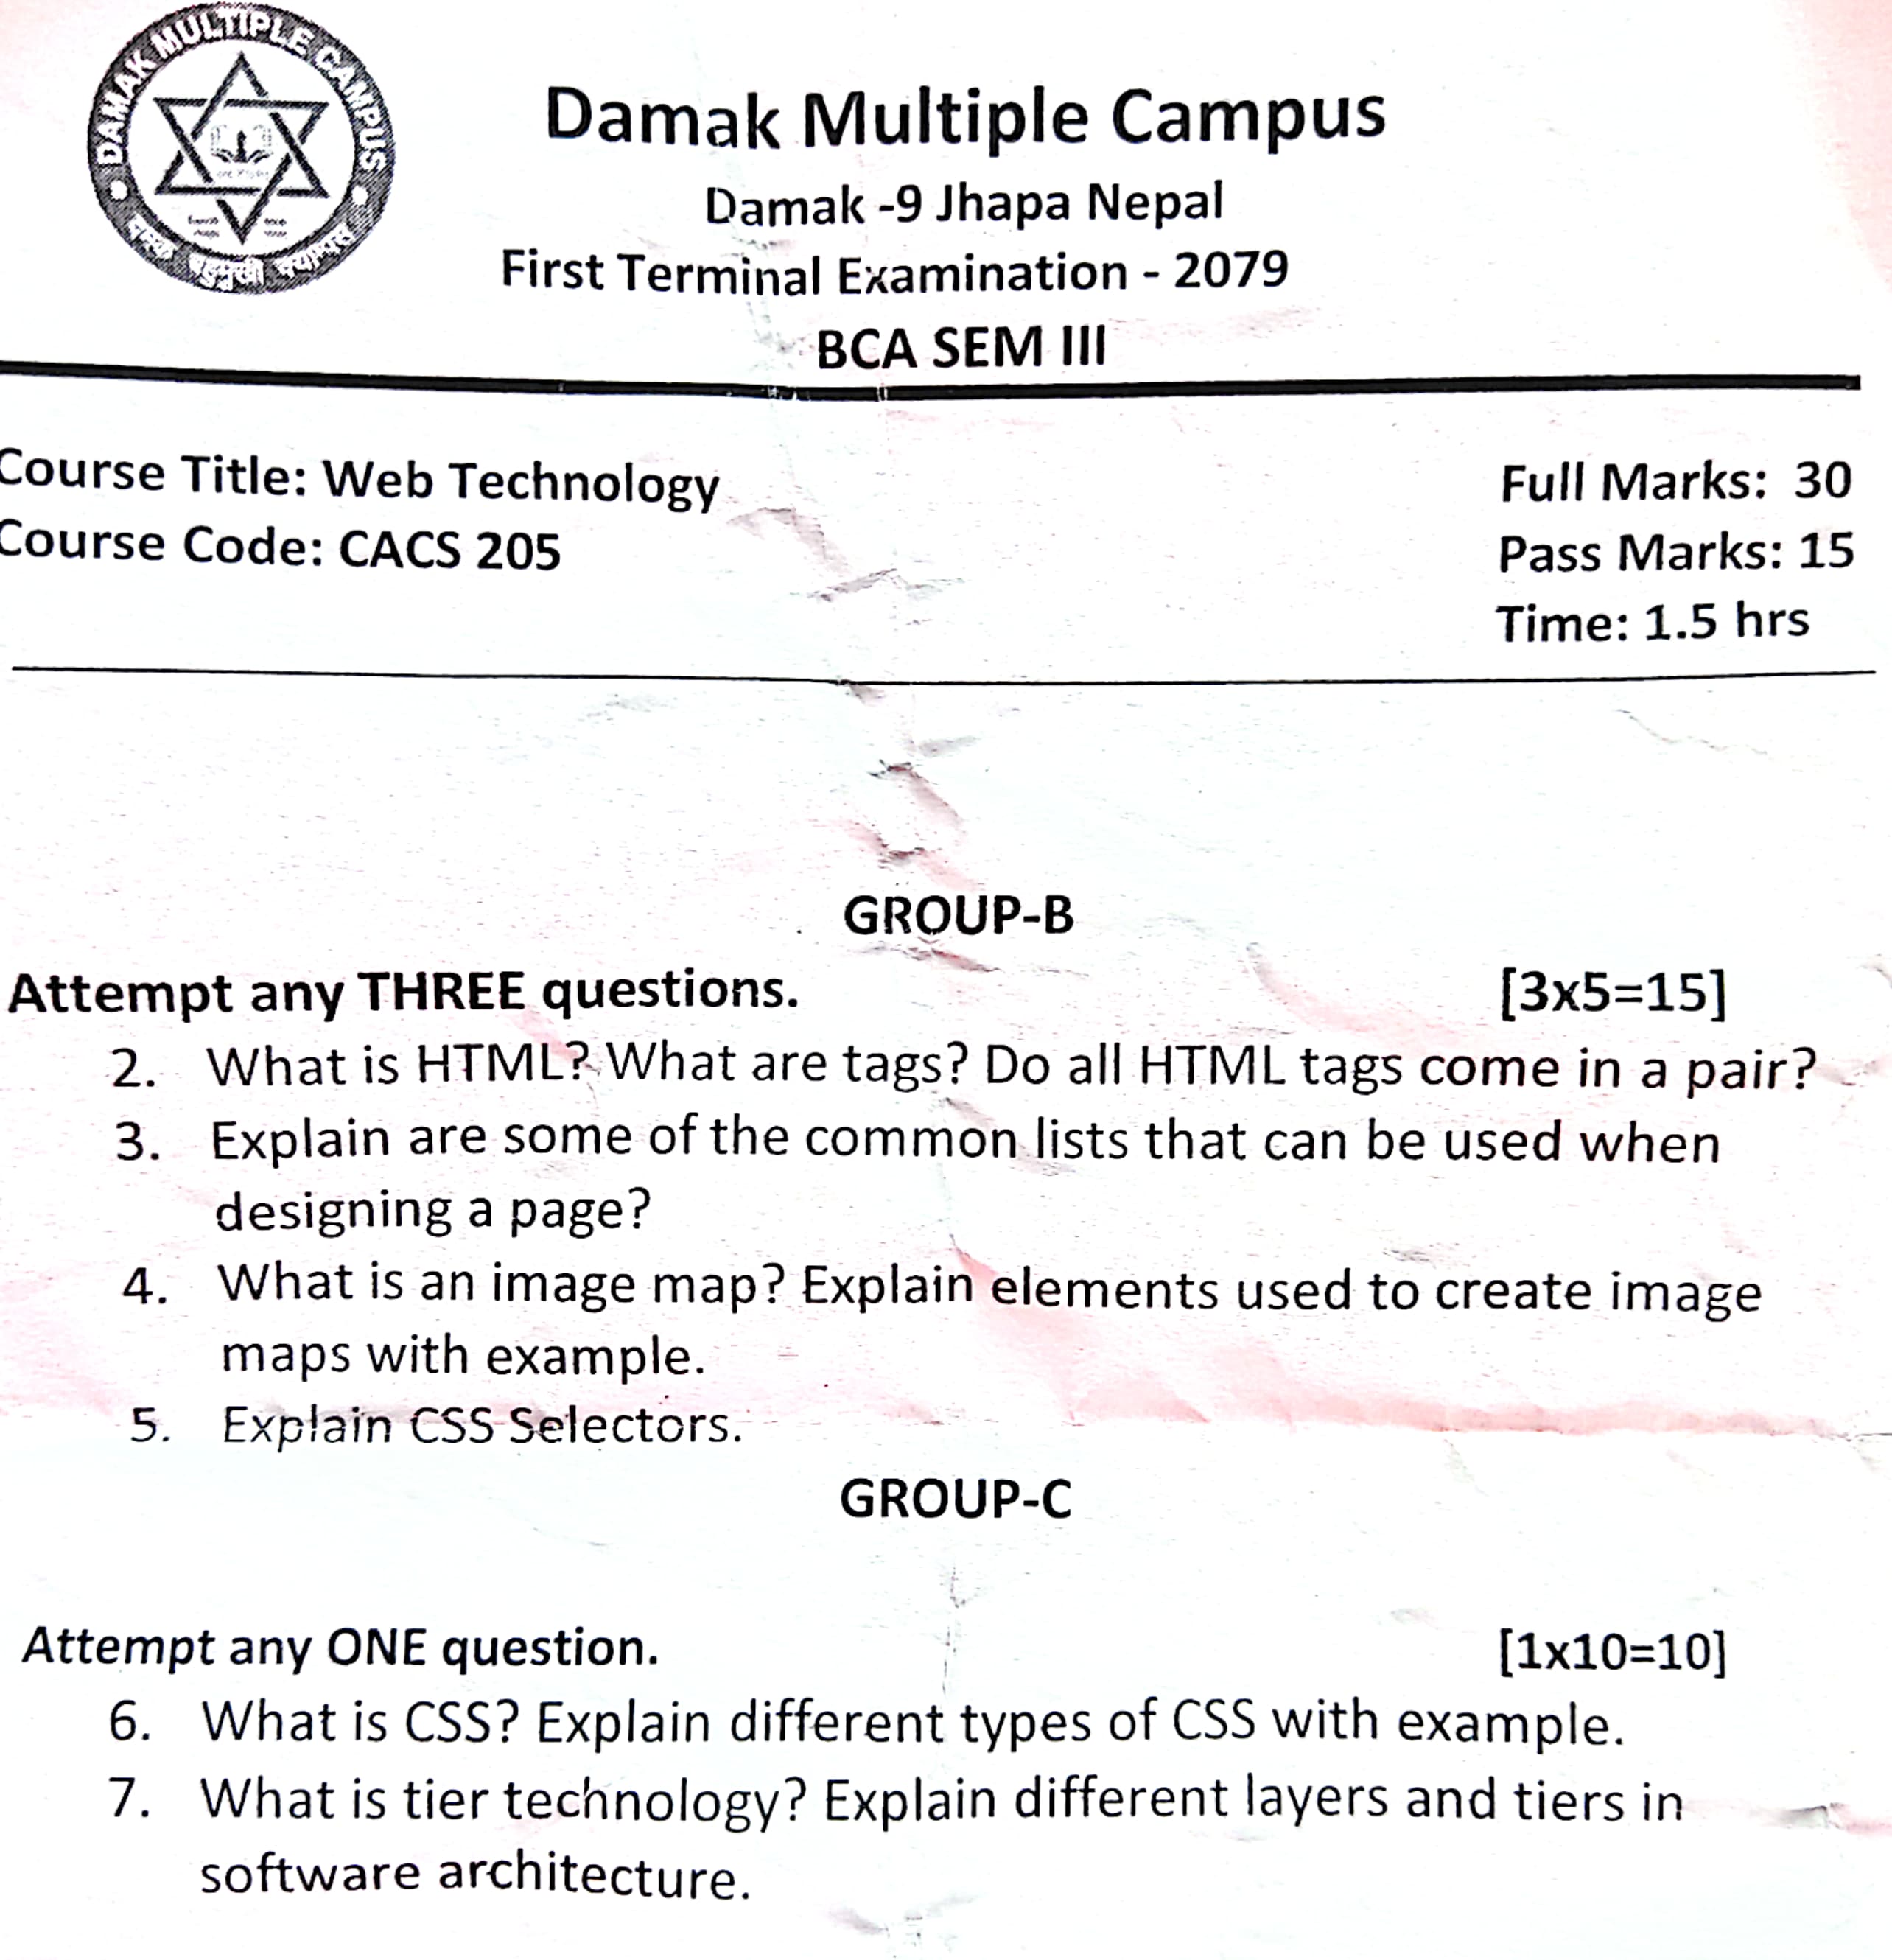 DAMAK MULTIPLE CAMPUS
Damak Multiple Campus
Damak -9 Jhapa Nepal
First Terminal Examination - 2079
BCA SEM III
Course Title: Web Technology
Full Marks: 30
Course Code: CACS 205
Pass Marks: 15
Time: 1.5 hrs
GROUP-B
Attempt any THREE questions. [3x5=15]
2. What is HTML? What are tags? Do all HTML tags come in a pair?
3. Explain are some of the common lists that can be used when
designing a page?
4. What is an image map? Explain elements used to create image
maps with example.
5. Explain CSS Selectors.
GROUP-C
Attempt any ONE question. [1x10=10]
6. What is CSS? Explain different types of CSS with example.
7. What is tier technology? Explain different layers and tiers in
software architecture.